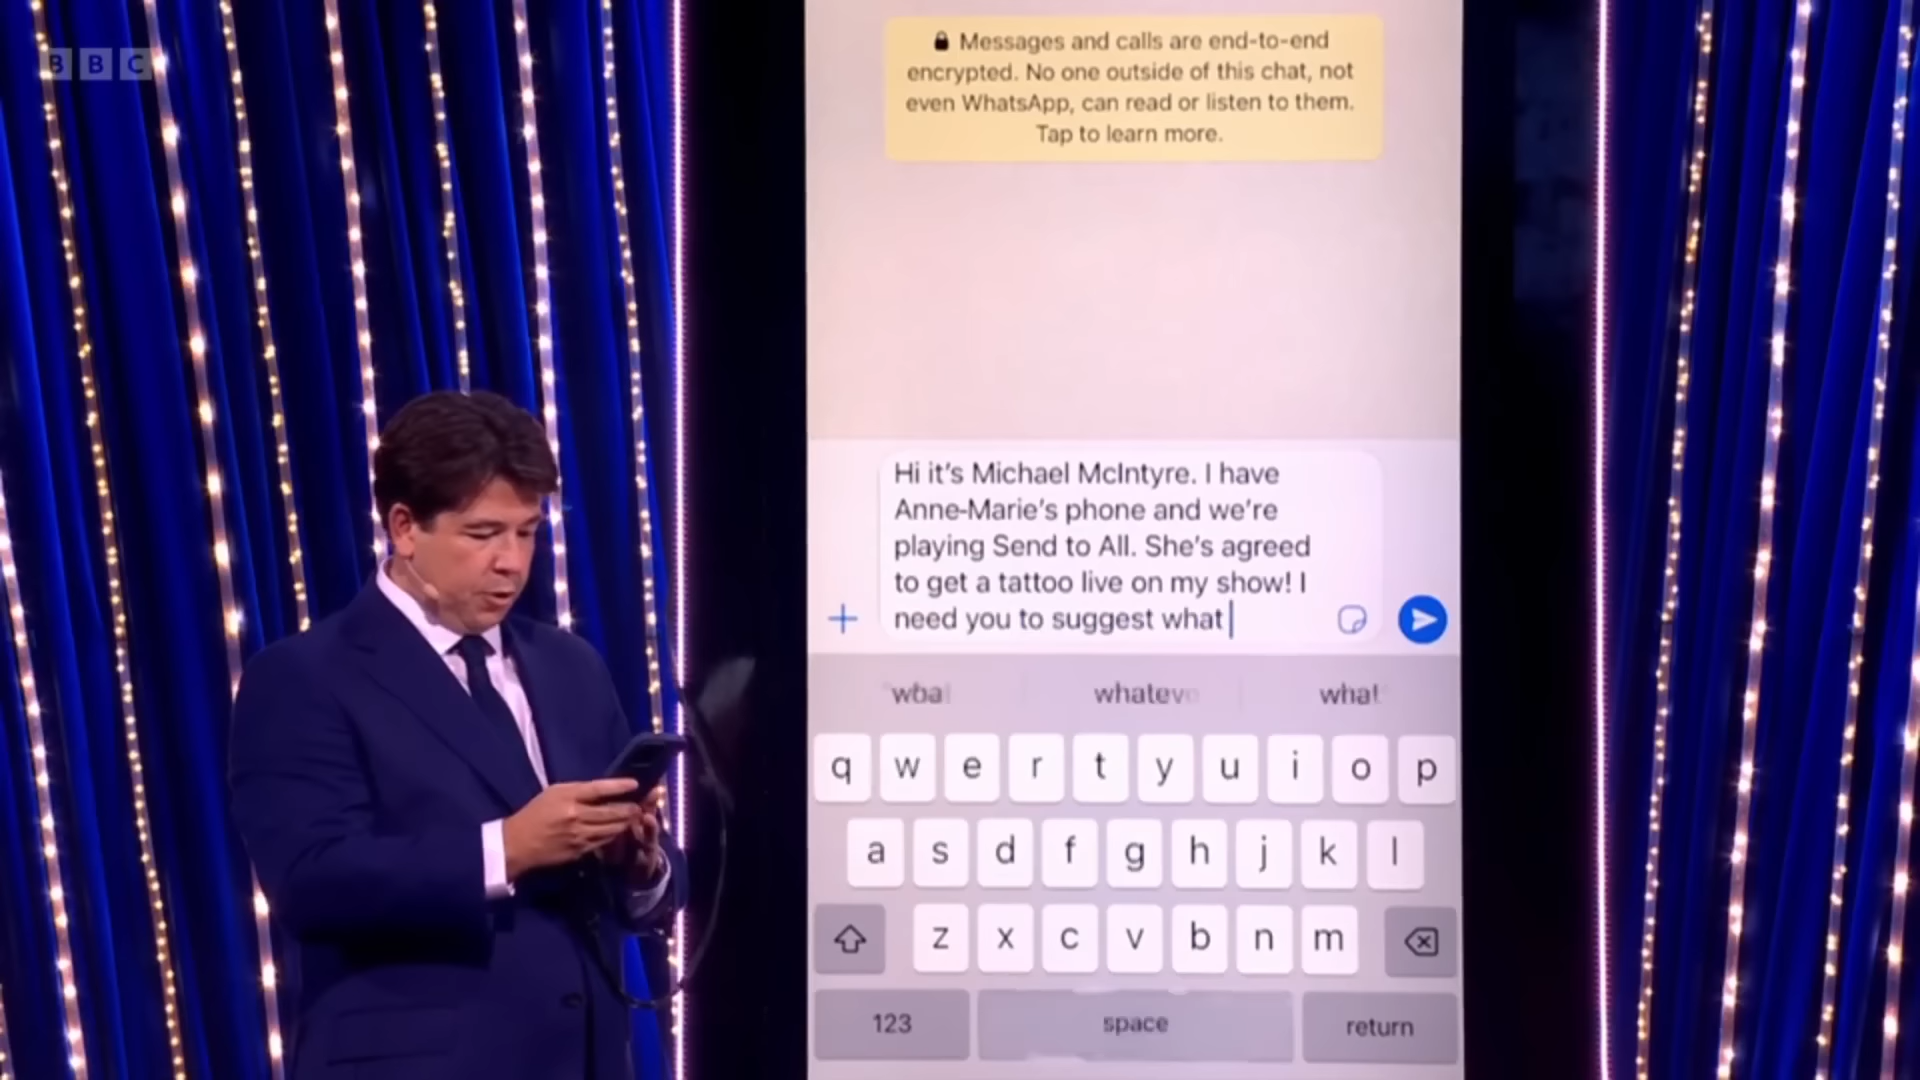 BBC
Messages and calls are end-to-end
encrypted. No one outside of this chat, not
even WhatsApp, can read or listen to them.
Tap to learn more.
Hi it's Michael McIntyre. I have
Anne-Marie's phone and we're
playing Send to All. She's agreed
to get a tattoo live on my show! I
need you to suggest what
q w e r t y u i o p
a s d f g h j k l
z x c v b n m
123 space return